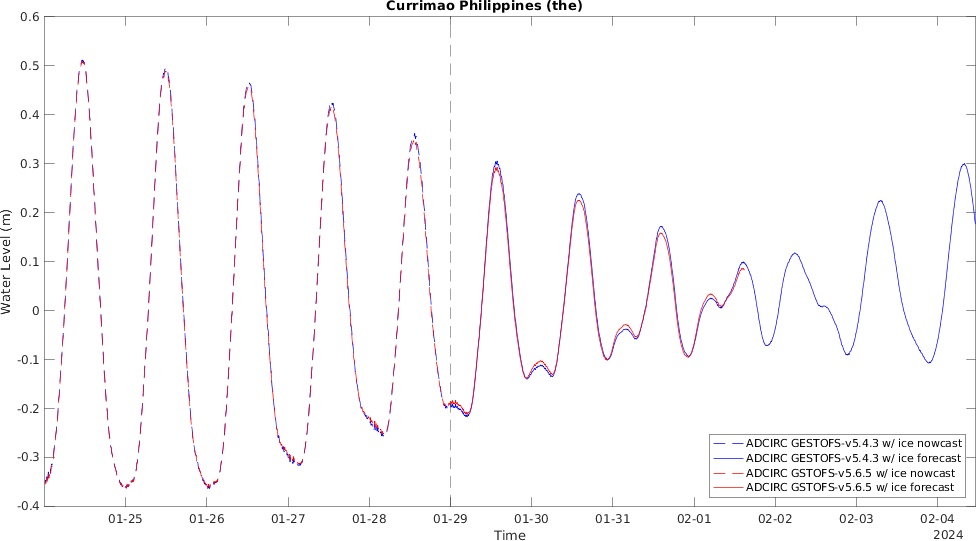 Currimao Philippines (the)
0.6
0.5
0.4
0.3
0.2
0.1
0
-0.1
-0.2
-0.3
-0.4
Water Level (m)
01-25 01-26 01-27 01-28 01-29 01-30 01-31 02-01 02-02 02-03 02-04
Time
2024
ADCIRC GESTOFS-v5.4.3 w/ ice nowcast
ADCIRC GESTOFS-v5.4.3 w/ ice forecast
ADCIRC GSTOFS-v5.6.5 w/ ice nowcast
ADCIRC GSTOFS-v5.6.5 w/ ice forecast